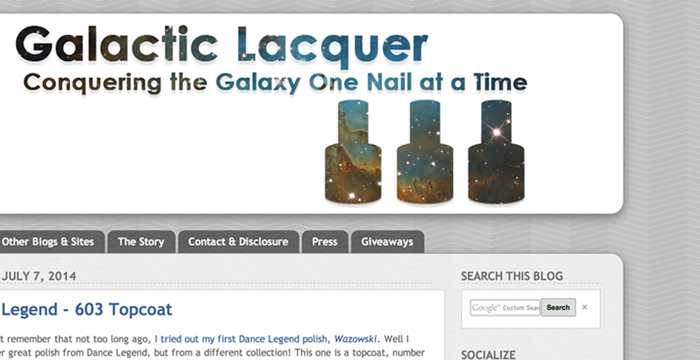 Galactic Lacquer
Conquering the Galaxy One Nail at a Time
Other Blogs & Sites The Story Contact & Disclosure Press Giveaways
JULY 7, 2014
SEARCH THIS BLOG
Legend - 603 Topcoat
Google™ Custom Search ×
t remember that not too long ago, I tried out my first Dance Legend polish, Wazowski. Well I
er great polish from Dance Legend, but from a different collection! This one is a topcoat, number
SOCIALIZE